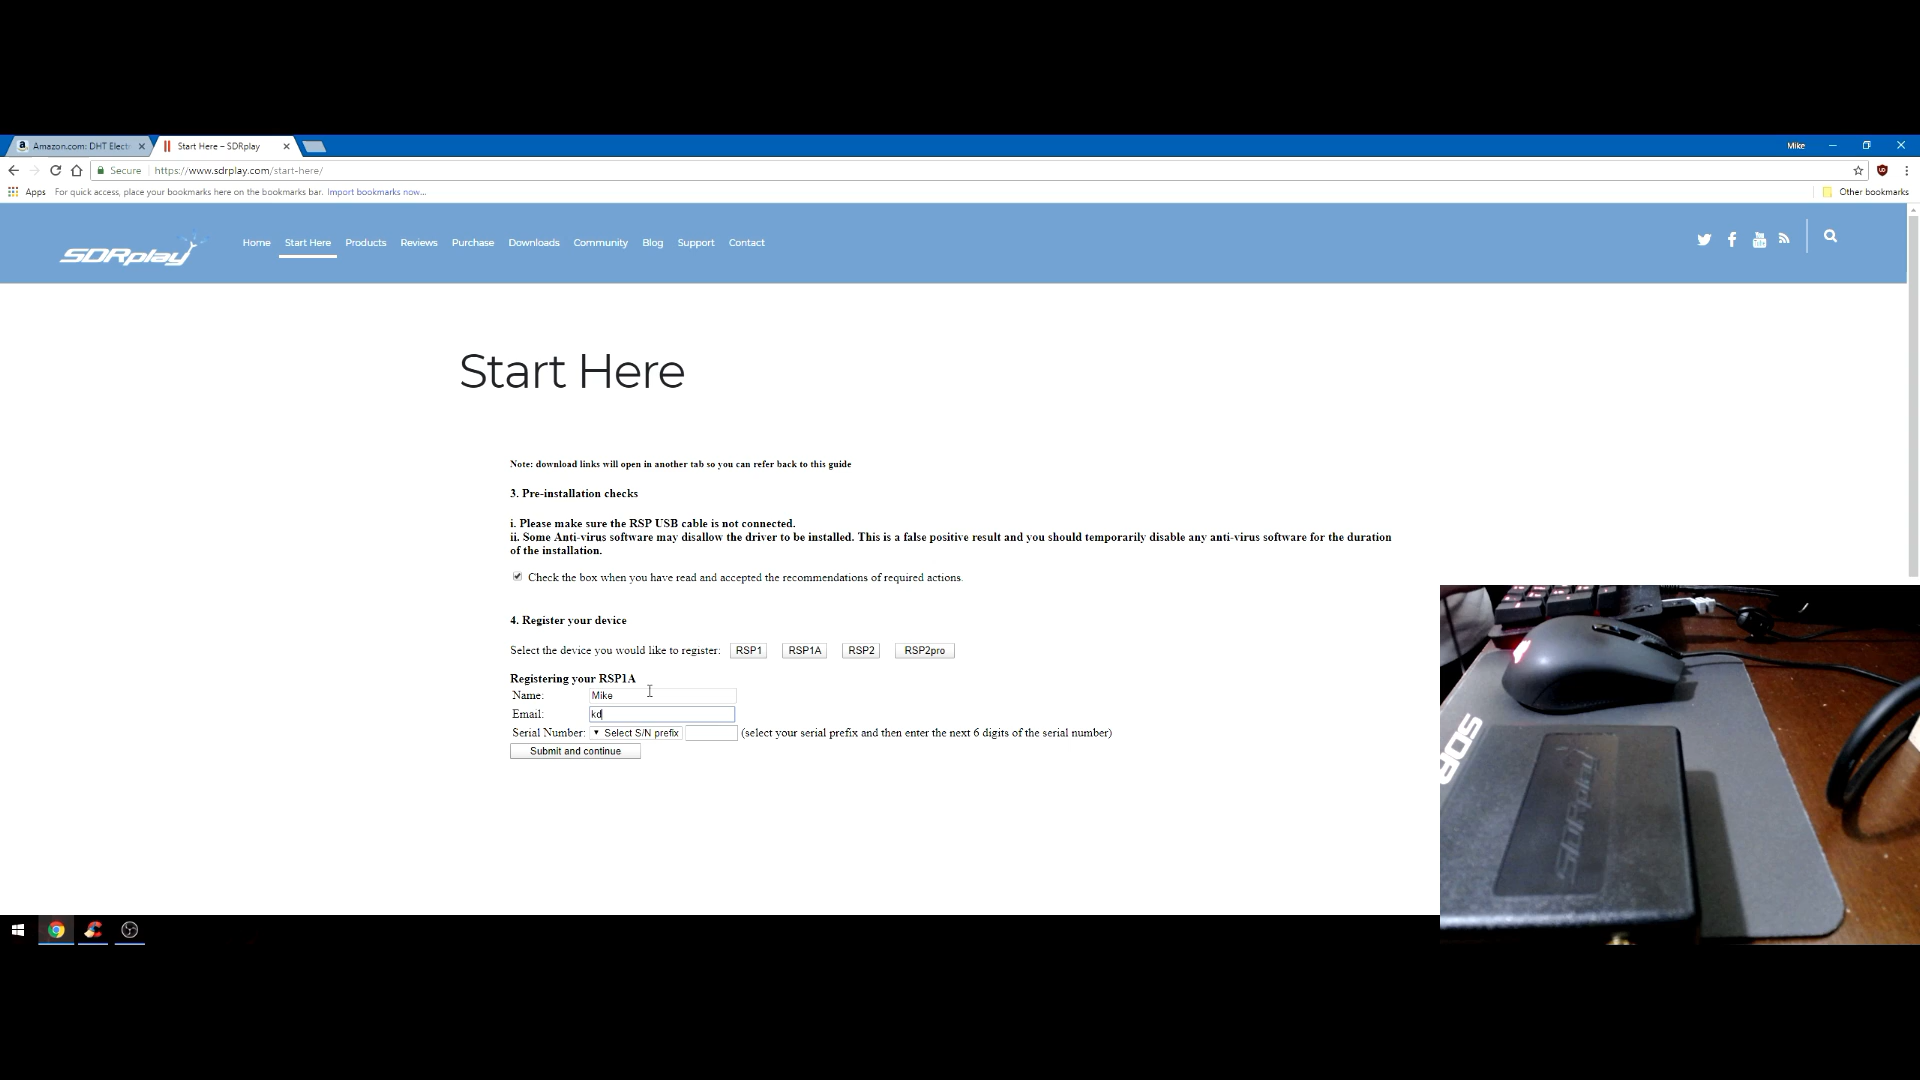 Amazon.com: DHT Elect
Start Here – SDRplay
Mike
Secure
https://www.sdrplay.com/start-here/
Apps
For quick access, place your bookmarks here on the bookmarks bar. Import bookmarks now...
Other bookmarks
SDRplay
Home
Start Here
Products
Reviews
Purchase
Downloads
Community
Blog
Support
Contact
Start Here
Note: download links will open in another tab so you can refer back to this guide
3. Pre-installation checks
i. Please make sure the RSP USB cable is not connected.
ii. Some Anti-virus software may disallow the driver to be installed. This is a false positive result and you should temporarily disable any anti-virus software for the duration
of the installation.
Check the box when you have read and accepted the recommendations of required actions.
4. Register your device
Select the device you would like to register: RSP1 RSP1A RSP2 RSP2pro
Registering your RSP1A
Name: Mike
Email: kd
Serial Number: Select S/N prefix (select your serial prefix and then enter the next 6 digits of the serial number)
Submit and continue
SDRplay
SDRS